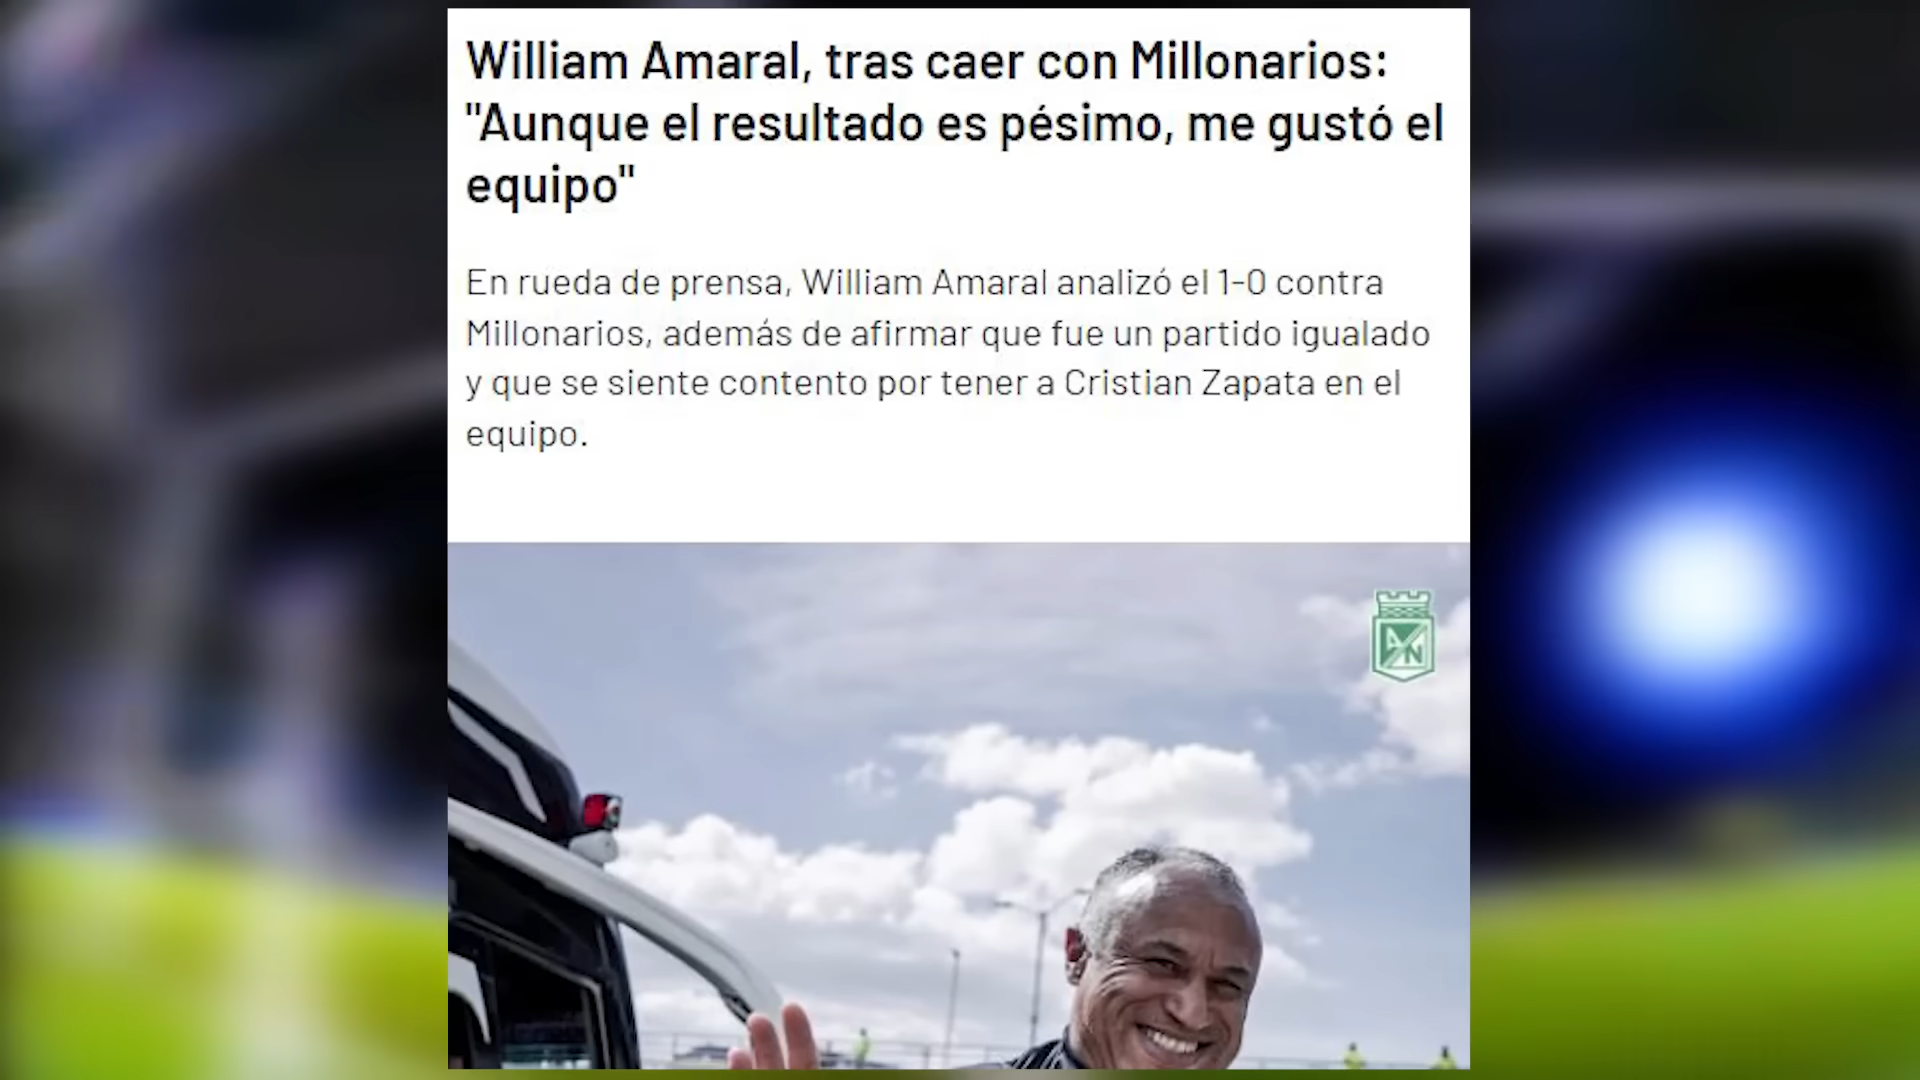 William Amaral, tras caer con Millonarios:
"Aunque el resultado es pésimo, me gustó el
equipo"
En rueda de prensa, William Amaral analizó el 1-0 contra
Millonarios, además de afirmar que fue un partido igualado
y que se siente contento por tener a Cristian Zapata en el
equipo.
AN